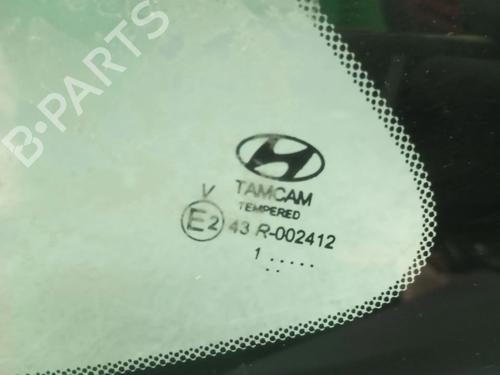 B-PARTS
TAMCAM
TEMPERED
V
E2 43 R-002412
1 .....
..